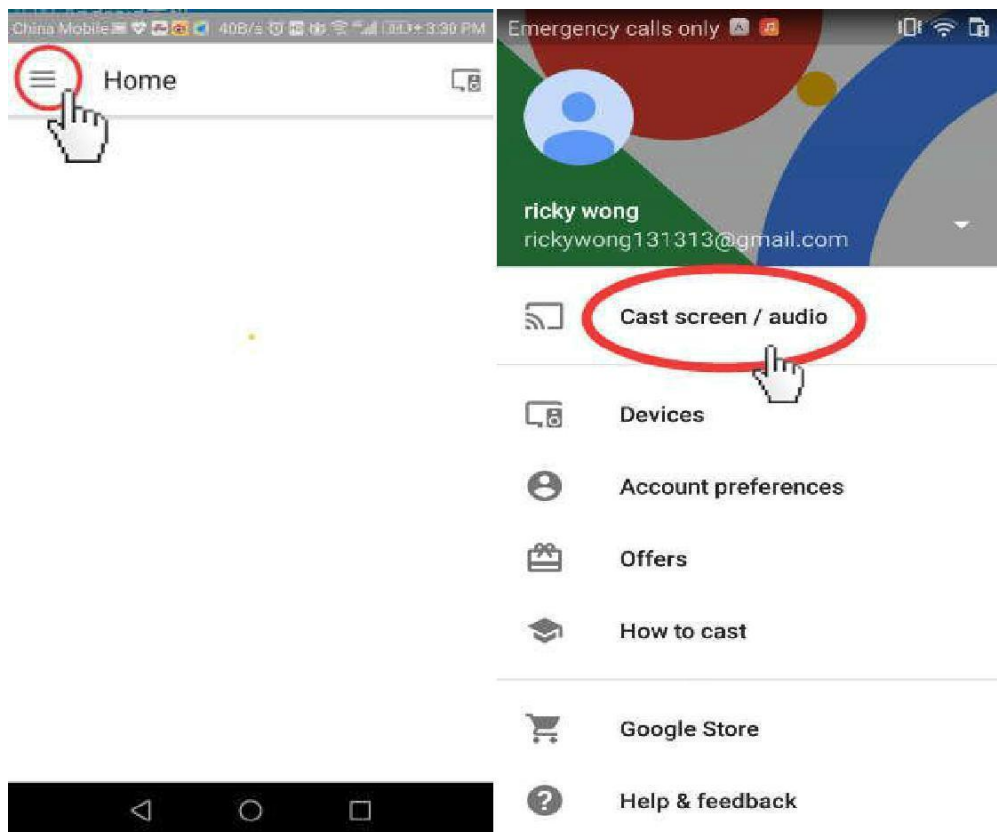 China Mobile 40B/s 3:30 PM
Home
Emergency calls only
ricky wong
rickywong131313@gmail.com
Cast screen / audio
Devices
Account preferences
Offers
How to cast
Google Store
Help & feedback